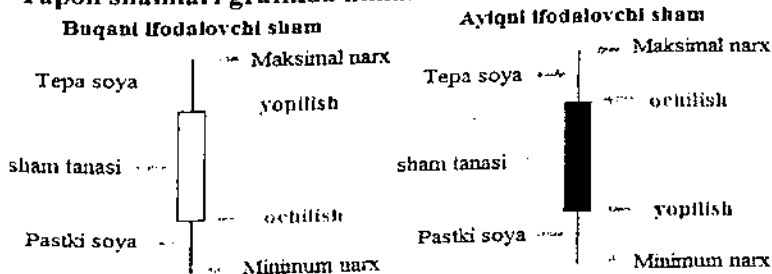 Buqani ifodalovchi sham
Maksimal narx
Tepa soya
yopilish
sham tanasi
ochilish
Pastki soya
Minimum narx
Ayiqni ifodalovchi sham
Maksimal narx
Tepa soya
ochilish
sham tanasi
yopilish
Pastki soya
Minimum narx